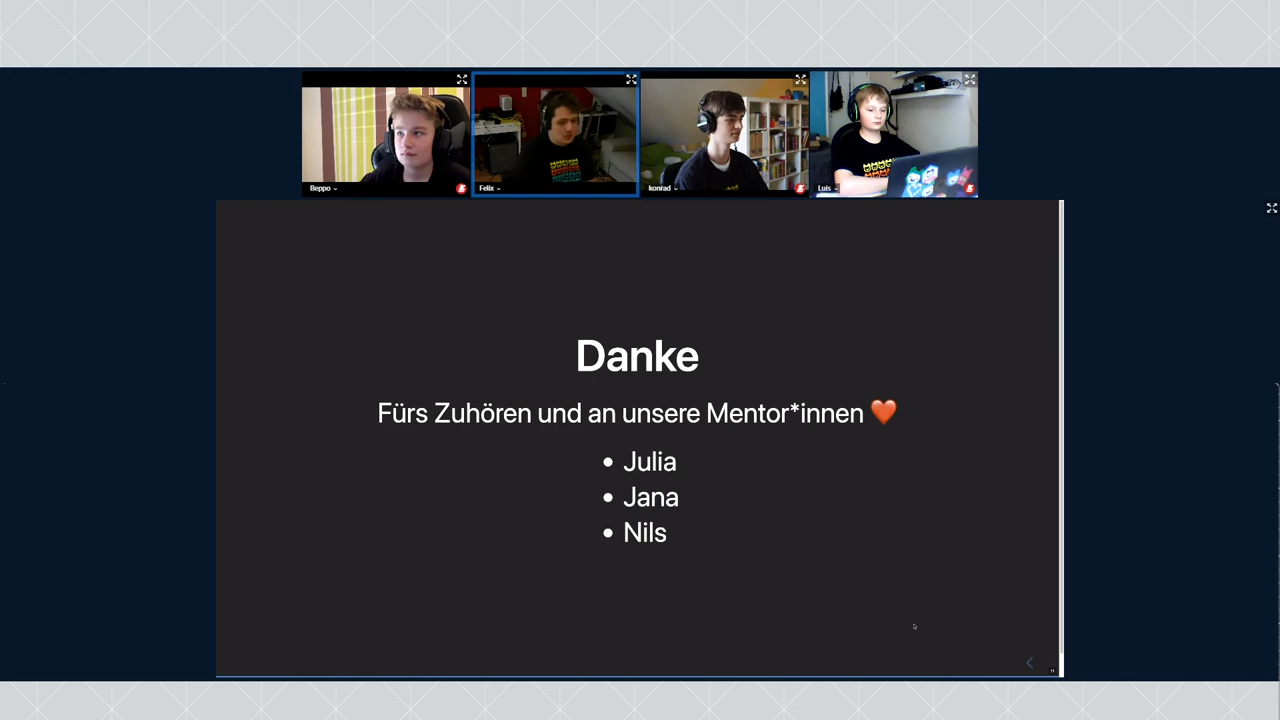 Beppo
Felix
konrad
Luis
Danke
Fürs Zuhören und an unsere Mentor*innen ❤️
• Julia
• Jana
• Nils